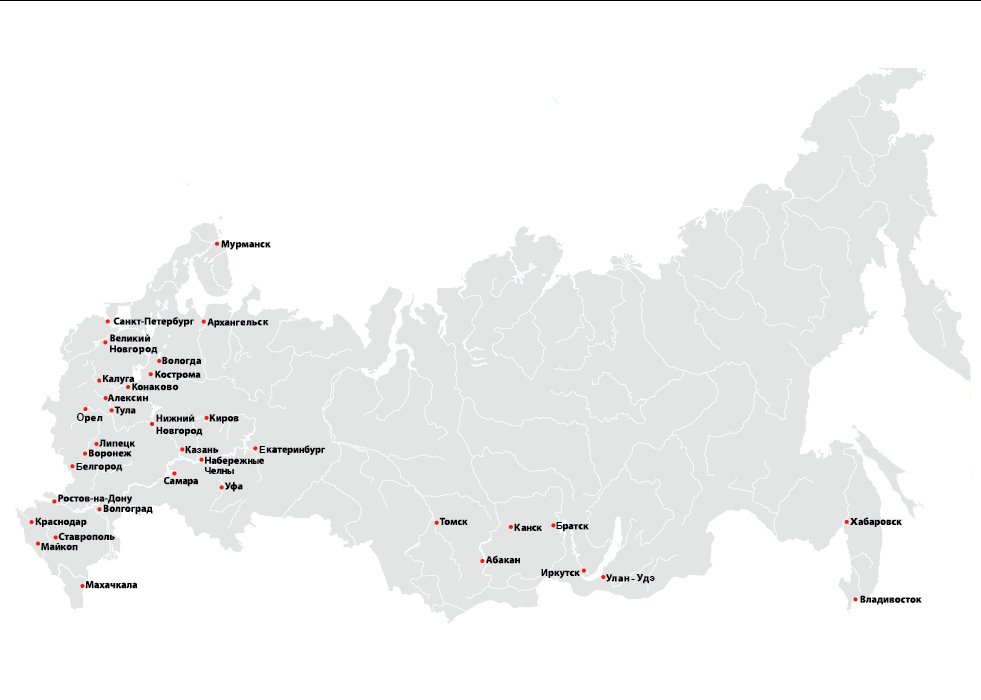 Мурманск
Санкт-Петербург
Архангельск
Великий
Новгород
Вологда
Кострома
Калуга
Конаково
Алексин
Тула
Орел
Нижний
Новгород
Киров
Липецк
Воронеж
Казань
Екатеринбург
Набережные
Челны
Белгород
Самара
Уфа
Ростов-на-Дону
Волгоград
Краснодар
Ставрополь
Майкоп
Махачкала
Томск
Канск
Братск
Абакан
Иркутск
Улан-Удэ
Хабаровск
Владивосток